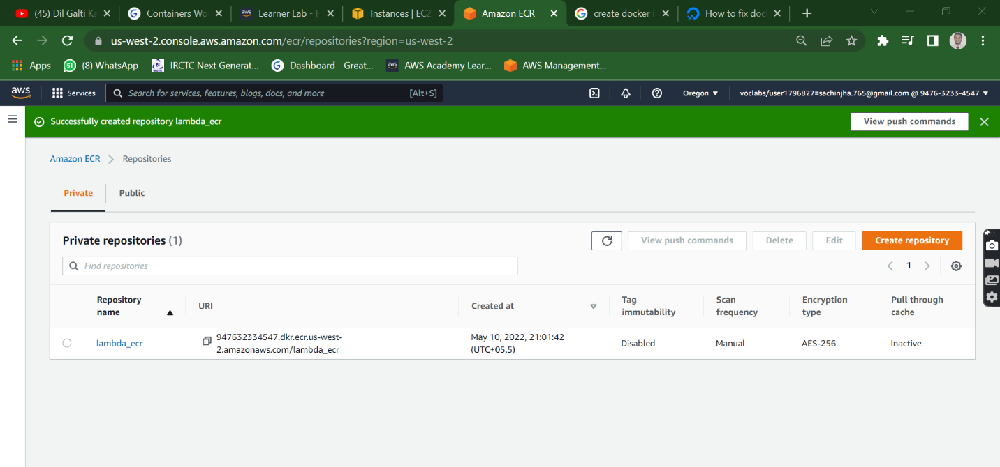 (45) Dil Galti Ka
Containers Wo
Learner Lab - F
Instances | EC2
Amazon ECR
create docker i
How to fix doc
us-west-2.console.aws.amazon.com/ecr/repositories?region=us-west-2
Apps
(8) WhatsApp
IRCTC Next Generat...
Dashboard - Great...
AWS Academy Lear...
AWS Management...
aws
Services
Search for services, features, blogs, docs, and more
[Alt+S]
Oregon
voclabs/user1796827=sachinjha.765@gmail.com @ 9476-3233-4547
Successfully created repository lambda_ecr
View push commands
Amazon ECR
Repositories
Private
Public
Private repositories (1)
View push commands
Delete
Edit
Create repository
Find repositories
1
Repository
name
URI
Created at
Tag
immutability
Scan
frequency
Encryption
type
Pull through
cache
lambda_ecr
947632334547.dkr.ecr.us-west-
2.amazonaws.com/lambda_ecr
May 10, 2022, 21:01:42
(UTC+05.5)
Disabled
Manual
AES-256
Inactive